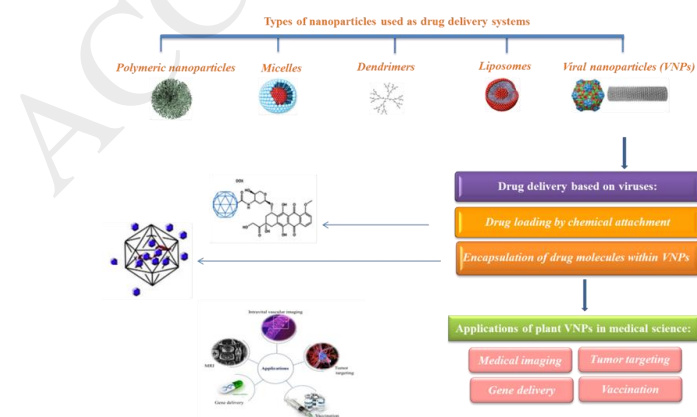 ACC
Types of nanoparticles used as drug delivery systems
Polymeric nanoparticles
Micelles
Dendrimers
Liposomes
Viral nanoparticles (VNPs)
Drug delivery based on viruses:
Drug loading by chemical attachment
Encapsulation of drug molecules within VNPs
Applications of plant VNPs in medical science:
Medical imaging
Tumor targeting
Gene delivery
Vaccination
Intravital vascular imaging
MRI
Applications
Tumor
targeting
Gene delivery
Vaccination